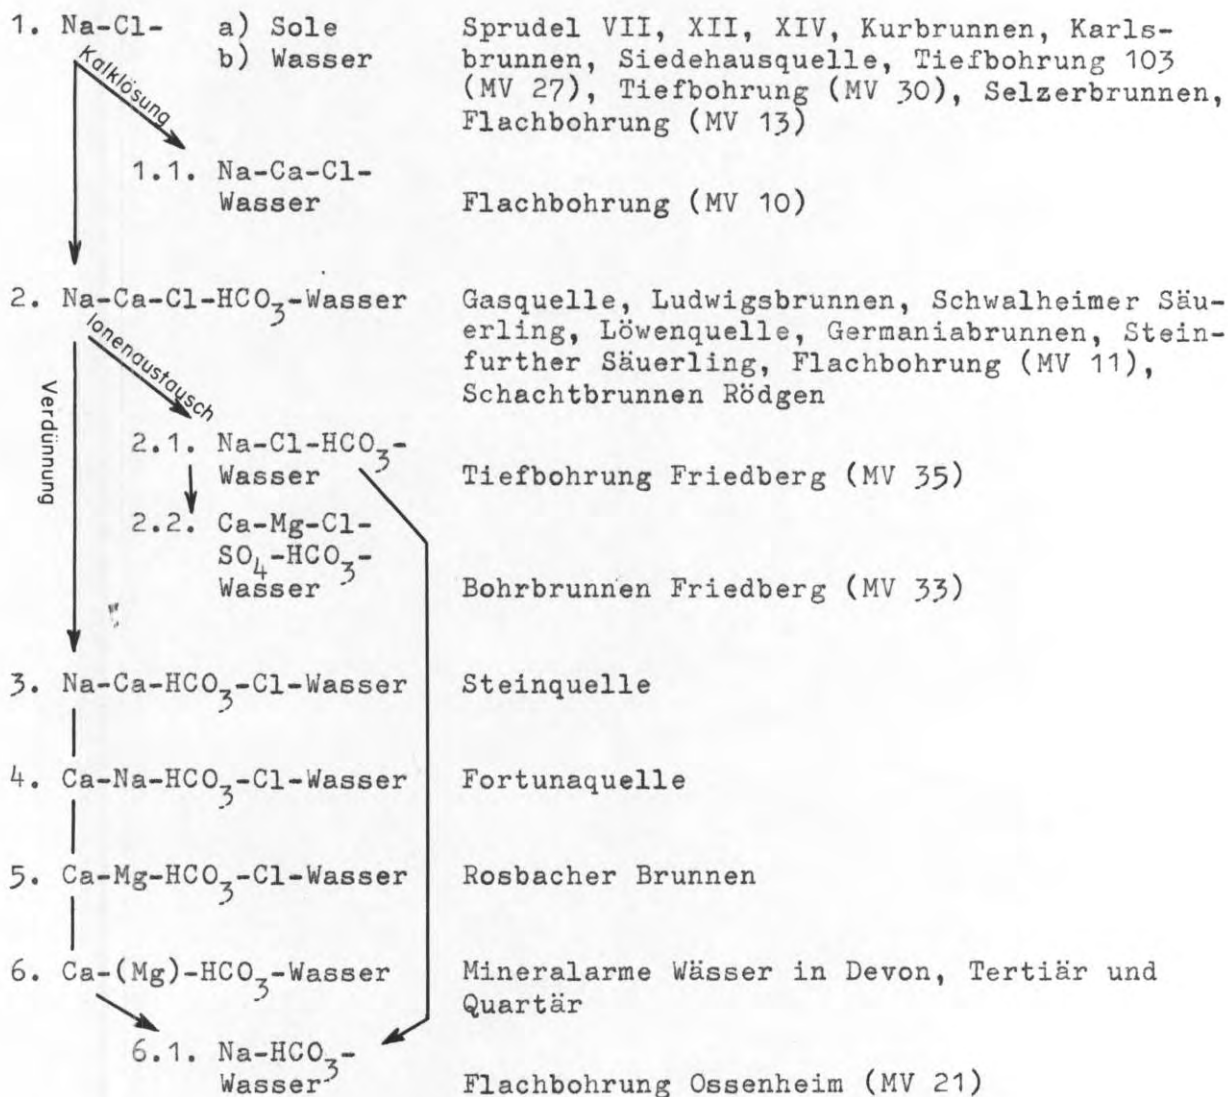 1. Na-Cl- a) Sole Sprudel VII, XII, XIV, Kurbrunnen, Karls-
b) Wasser brunnen, Siedehausquelle, Tiefbohrung 103
(MV 27), Tiefbohrung (MV 30), Selzerbrunnen,
Flachbohrung (MV 13)
Kalklösung
1.1. Na-Ca-Cl-
Wasser Flachbohrung (MV 10)
2. Na-Ca-Cl-HCO3-Wasser Gasquelle, Ludwigsbrunnen, Schwalheimer Säu-
erling, Löwenquelle, Germaniabrunnen, Stein-
further Säuerling, Flachbohrung (MV 11),
Schachtbrunnen Rödgen
Ionenaustausch
Verdünnung
2.1. Na-Cl-HCO3-
Wasser Tiefbohrung Friedberg (MV 35)
2.2. Ca-Mg-Cl-
SO4-HCO3-
Wasser Bohrbrunnen Friedberg (MV 33)
3. Na-Ca-HCO3-Cl-Wasser Steinquelle
4. Ca-Na-HCO3-Cl-Wasser Fortunaquelle
5. Ca-Mg-HCO3-Cl-Wasser Rosbacher Brunnen
6. Ca-(Mg)-HCO3-Wasser Mineralarme Wässer in Devon, Tertiär und
Quartär
6.1. Na-HCO3-
Wasser Flachbohrung Ossenheim (MV 21)